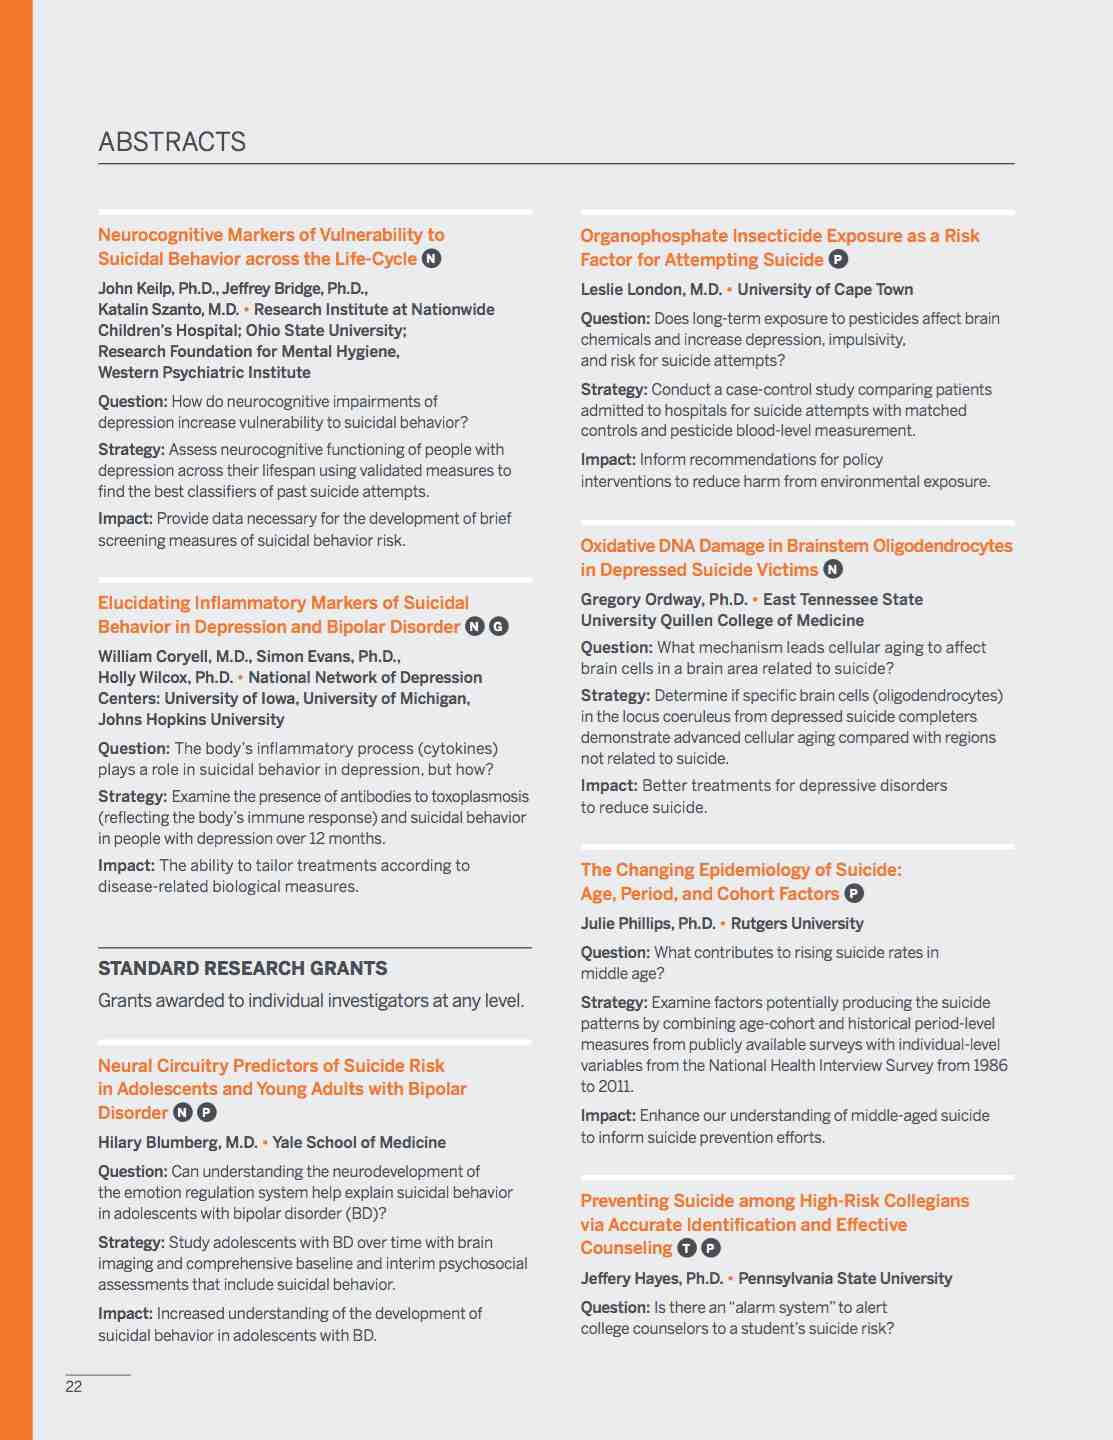 ABSTRACTS
Neurocognitive Markers of Vulnerability to
Suicidal Behavior across the Life-Cycle N
John Keilp, Ph.D., Jeffrey Bridge, Ph.D.,
Katalin Szanto, M.D. • Research Institute at Nationwide
Children's Hospital; Ohio State University;
Research Foundation for Mental Hygiene,
Western Psychiatric Institute
Question: How do neurocognitive impairments of
depression increase vulnerability to suicidal behavior?
Strategy: Assess neurocognitive functioning of people with
depression across their lifespan using validated measures to
find the best classifiers of past suicide attempts.
Impact: Provide data necessary for the development of brief
screening measures of suicidal behavior risk.
Elucidating Inflammatory Markers of Suicidal
Behavior in Depression and Bipolar Disorder N G
William Coryell, M.D., Simon Evans, Ph.D.,
Holly Wilcox, Ph.D. • National Network of Depression
Centers: University of Iowa, University of Michigan,
Johns Hopkins University
Question: The body's inflammatory process (cytokines)
plays a role in suicidal behavior in depression, but how?
Strategy: Examine the presence of antibodies to toxoplasmosis
(reflecting the body's immune response) and suicidal behavior
in people with depression over 12 months.
Impact: The ability to tailor treatments according to
disease-related biological measures.
STANDARD RESEARCH GRANTS
Grants awarded to individual investigators at any level.
Neural Circuitry Predictors of Suicide Risk
in Adolescents and Young Adults with Bipolar
Disorder N P
Hilary Blumberg, M.D. • Yale School of Medicine
Question: Can understanding the neurodevelopment of
the emotion regulation system help explain suicidal behavior
in adolescents with bipolar disorder (BD)?
Strategy: Study adolescents with BD over time with brain
imaging and comprehensive baseline and interim psychosocial
assessments that include suicidal behavior.
Impact: Increased understanding of the development of
suicidal behavior in adolescents with BD.
Organophosphate Insecticide Exposure as a Risk
Factor for Attempting Suicide P
Leslie London, M.D. • University of Cape Town
Question: Does long-term exposure to pesticides affect brain
chemicals and increase depression, impulsivity,
and risk for suicide attempts?
Strategy: Conduct a case-control study comparing patients
admitted to hospitals for suicide attempts with matched
controls and pesticide blood-level measurement.
Impact: Inform recommendations for policy
interventions to reduce harm from environmental exposure.
Oxidative DNA Damage in Brainstem Oligodendrocytes
in Depressed Suicide Victims N
Gregory Ordway, Ph.D. • East Tennessee State
University Quillen College of Medicine
Question: What mechanism leads cellular aging to affect
brain cells in a brain area related to suicide?
Strategy: Determine if specific brain cells (oligodendrocytes)
in the locus coeruleus from depressed suicide completers
demonstrate advanced cellular aging compared with regions
not related to suicide.
Impact: Better treatments for depressive disorders
to reduce suicide.
The Changing Epidemiology of Suicide:
Age, Period, and Cohort Factors P
Julie Phillips, Ph.D. • Rutgers University
Question: What contributes to rising suicide rates in
middle age?
Strategy: Examine factors potentially producing the suicide
patterns by combining age-cohort and historical period-level
measures from publicly available surveys with individual-level
variables from the National Health Interview Survey from 1986
to 2011.
Impact: Enhance our understanding of middle-aged suicide
to inform suicide prevention efforts.
Preventing Suicide among High-Risk Collegians
via Accurate Identification and Effective
Counseling T P
Jeffery Hayes, Ph.D. • Pennsylvania State University
Question: Is there an “alarm system” to alert
college counselors to a student's suicide risk?
22